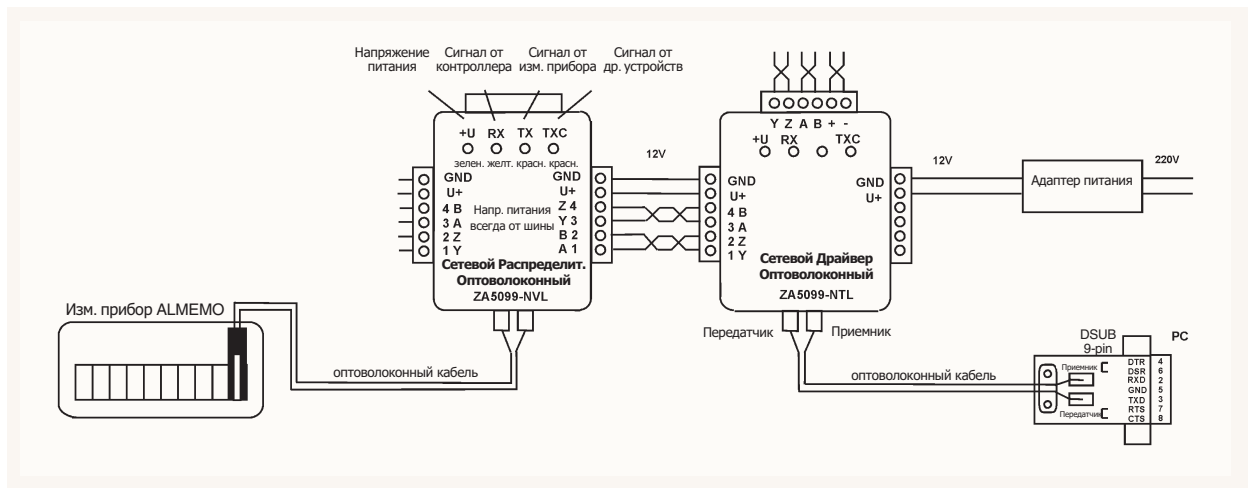 Напряжение питания
Сигнал от контроллера
Сигнал от изм. прибора
Сигнал от др. устройств
+U RX TX TXC
зелен. желт. красн. красн.
GND GND
U+ U+
4 B Z 4
3 A Y 3
2 Z B 2
1 Y A 1
Напр. питания
всегда от шины
Сетевой Распределит.
Оптоволоконный
ZA5099-NVL
12V
Y Z A B + -
+U RX TXC
GND GND
U+ U+
4 B
3 A
2 Z
1 Y
Сетевой Драйвер
Оптоволоконный
ZA5099-NTL
12V
Адаптер питания
220V
Изм. прибор ALMEMO
оптоволоконный кабель
Передатчик
Приемник
оптоволоконный кабель
DSUB
9-pin
PC
Приемник
Передатчик
DTR 4
DSR 6
RXD 2
GND 5
TXD 3
RTS 7
CTS 8